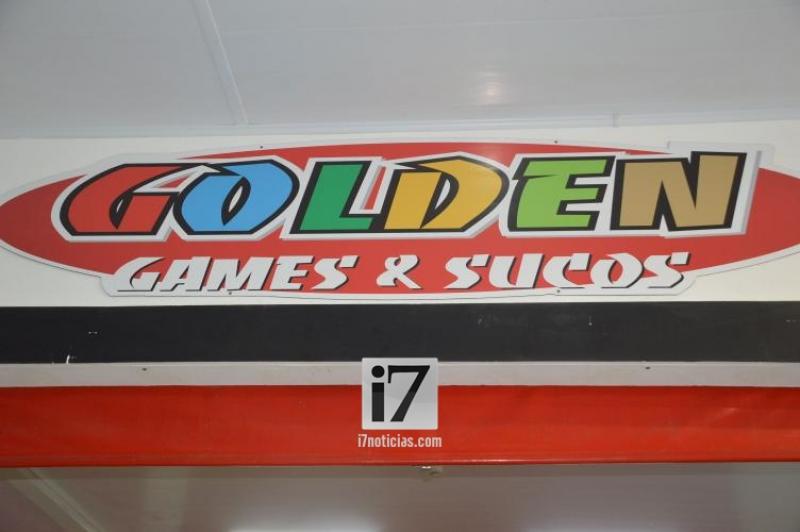 GOLDEN
GAMES & SUCOS
i7
i7noticias.com